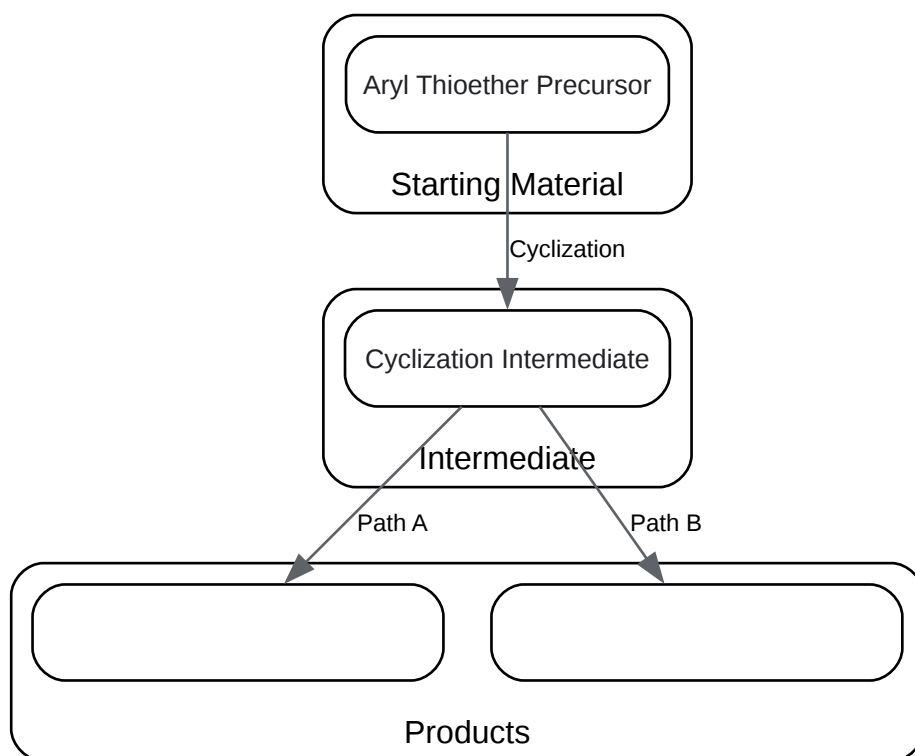 Aryl Thioether Precursor
Starting Material
Cyclization
Cyclization Intermediate
Intermediate
Path A
Path B
Products